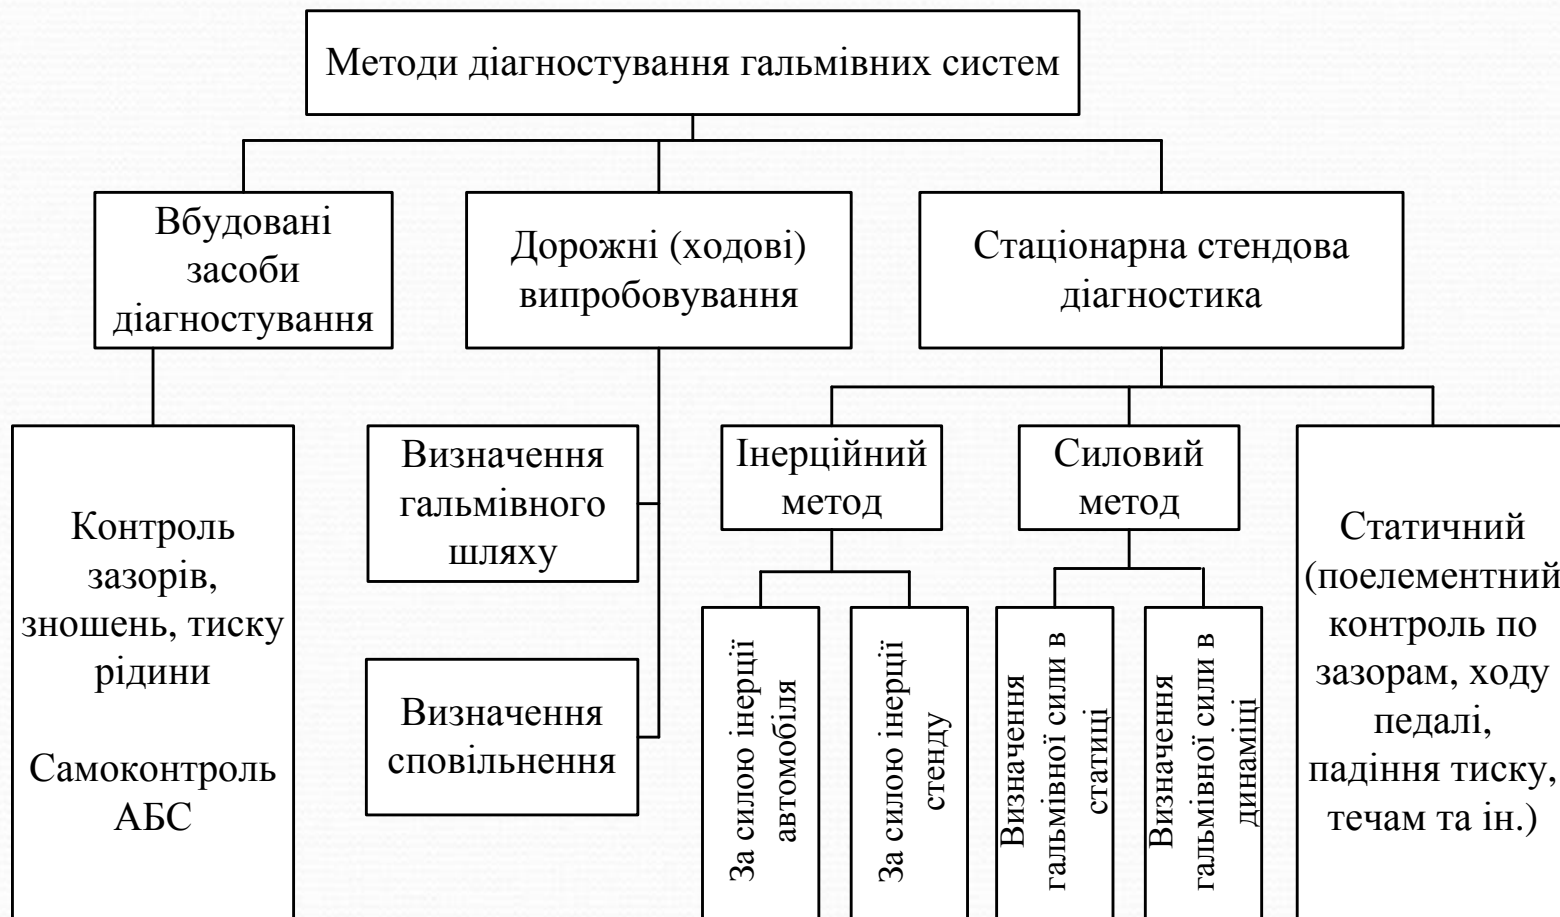 Методи діагностування гальмівних систем
Вбудовані
засоби
діагностування
Дорожні (ходові)
випробовування
Стаціонарна стендова
діагностика
Контроль
зазорів,
зношень, тиску
рідини
Самоконтроль
АБС
Визначення
гальмівного
шляху
Визначення
сповільнення
Інерційний
метод
Силовий
метод
За силою інерції
автомобіля
За силою інерції
стенду
Визначення
гальмівної сили в
статиці
Визначення
гальмівної сили в
динаміці
Статичний
(поелементний
контроль по
зазорам, ходу
педалі,
падіння тиску,
течам та ін.)